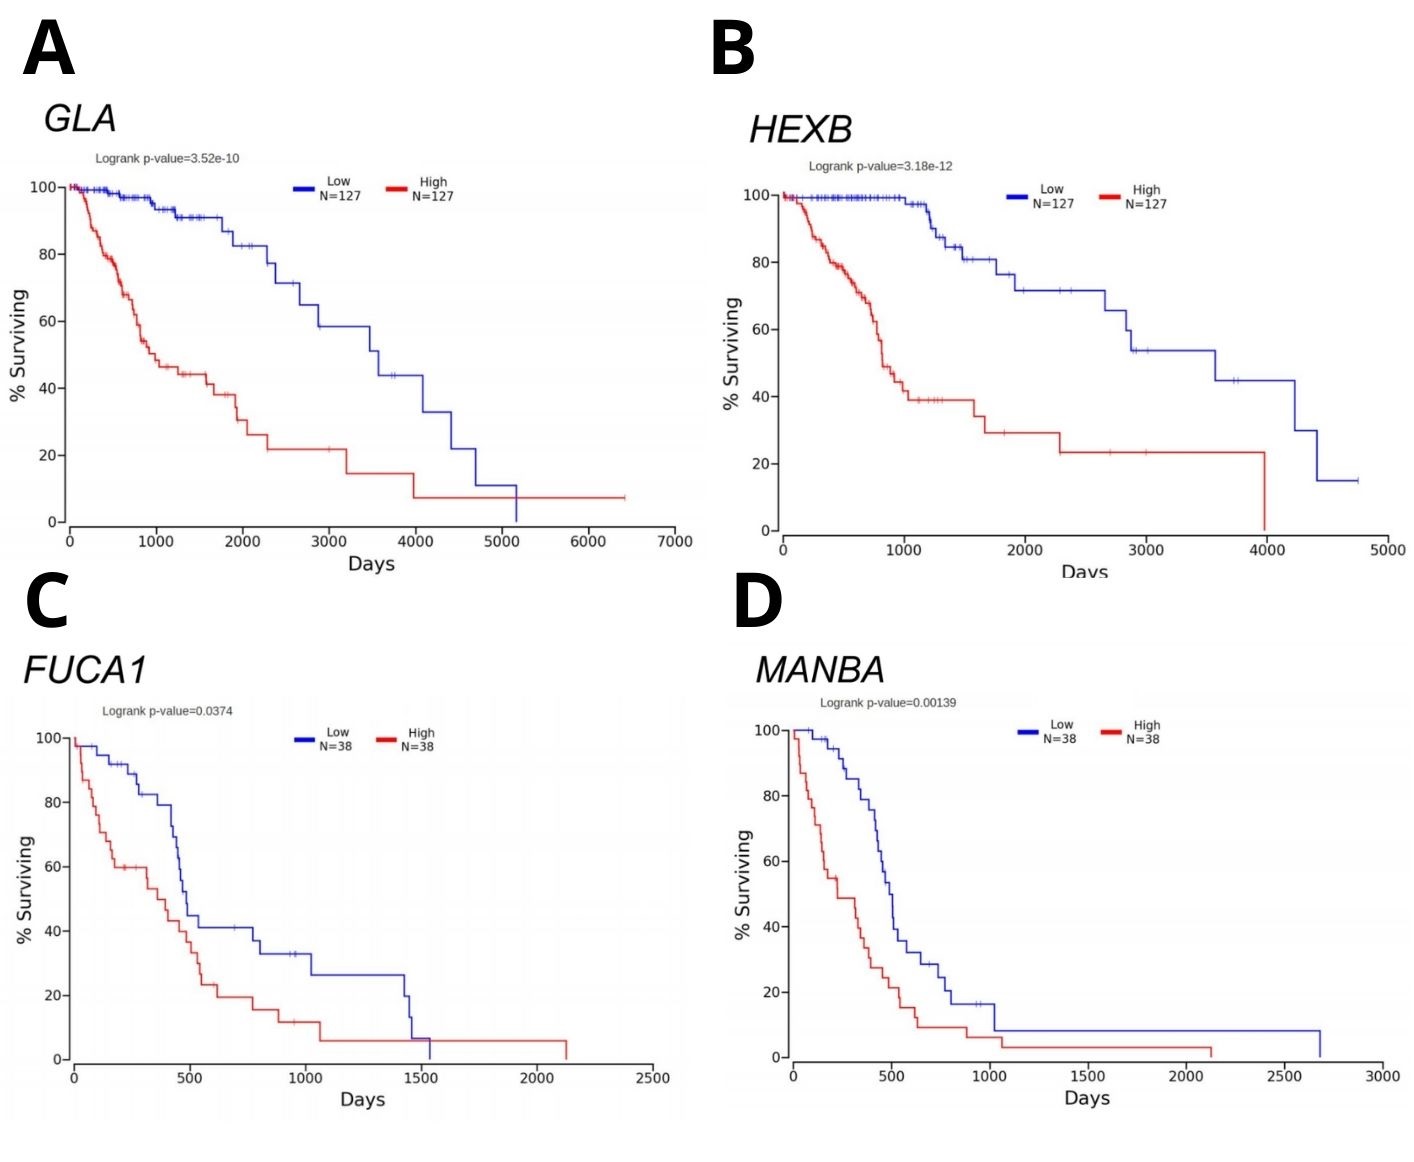 A
GLA
Logrank p-value=3.52e-10
Low
N=127
High
N=127
% Surviving
100
80
60
40
20
0
0 1000 2000 3000 4000 5000 6000 7000
Days
B
HEXB
Logrank p-value=3.18e-12
Low
N=127
High
N=127
% Surviving
100
80
60
40
20
0
0 1000 2000 3000 4000 5000
Days
C
FUCA1
Logrank p-value=0.0374
Low
N=38
High
N=38
% Surviving
100
80
60
40
20
0
0 500 1000 1500 2000 2500
Days
D
MANBA
Logrank p-value=0.00139
Low
N=38
High
N=38
% Surviving
100
80
60
40
20
0
0 500 1000 1500 2000 2500 3000
Days